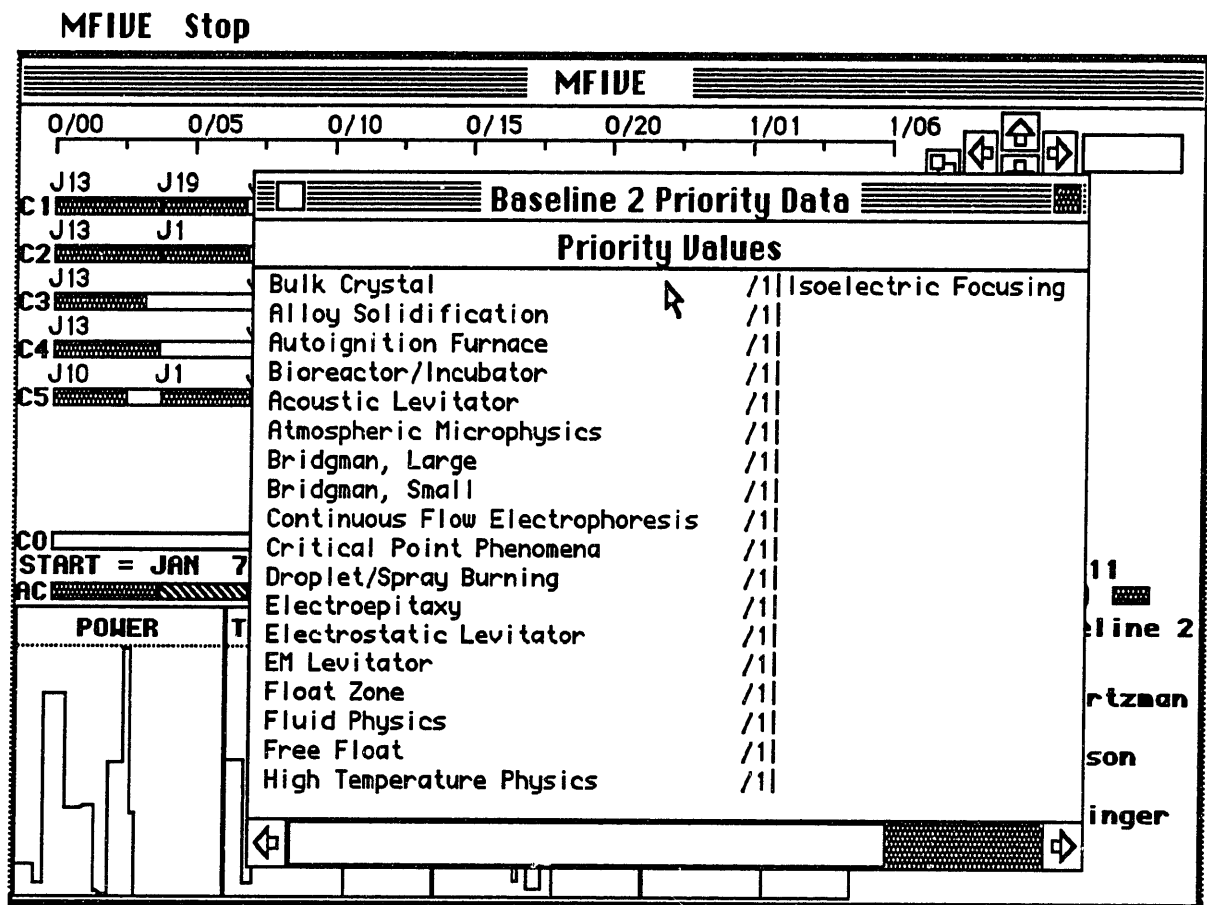 MFIVE Stop
MFIVE
0/00 0/05 0/10 0/15 0/20 1/01 1/06
J13 J19
C1
J13 J1
C2
J13
C3
J13
C4
J10 J1
C5
C0
START = JAN 7
11
AC
POWER
T
eline 2
rtzman
son
inger
Baseline 2 Priority Data
Priority Values
Bulk Crystal /1||Isoelectric Focusing
Alloy Solidification /1|
Autoignition Furnace /1|
Bioreactor/Incubator /1|
Acoustic Levitator /1|
Atmospheric Microphysics /1|
Bridgman, Large /1|
Bridgman, Small /1|
Continuous Flow Electrophoresis /1|
Critical Point Phenomena /1|
Droplet/Spray Burning /1|
Electroepitaxy /1|
Electrostatic Levitator /1|
EM Levitator /1|
Float Zone /1|
Fluid Physics /1|
Free Float /1|
High Temperature Physics /1|